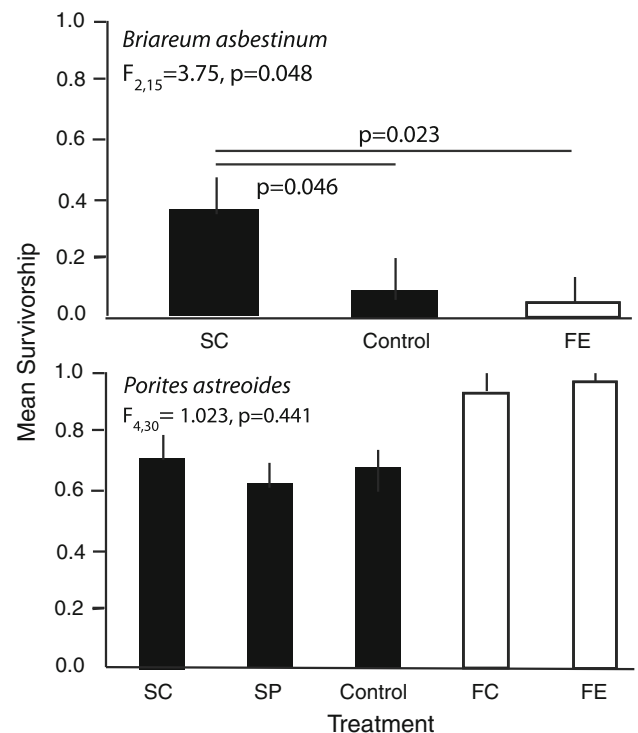 Mean Survivorship
1.0
Briareum asbestinum
0.8
F2,15=3.75, p=0.048
0.6
p=0.023
0.4
p=0.046
0.2
0.0
SC Control FE
1.0
Porites astreoides
F4,30= 1.023, p=0.441
0.8
0.6
0.4
0.2
0.0
SC SP Control FC FE
Treatment